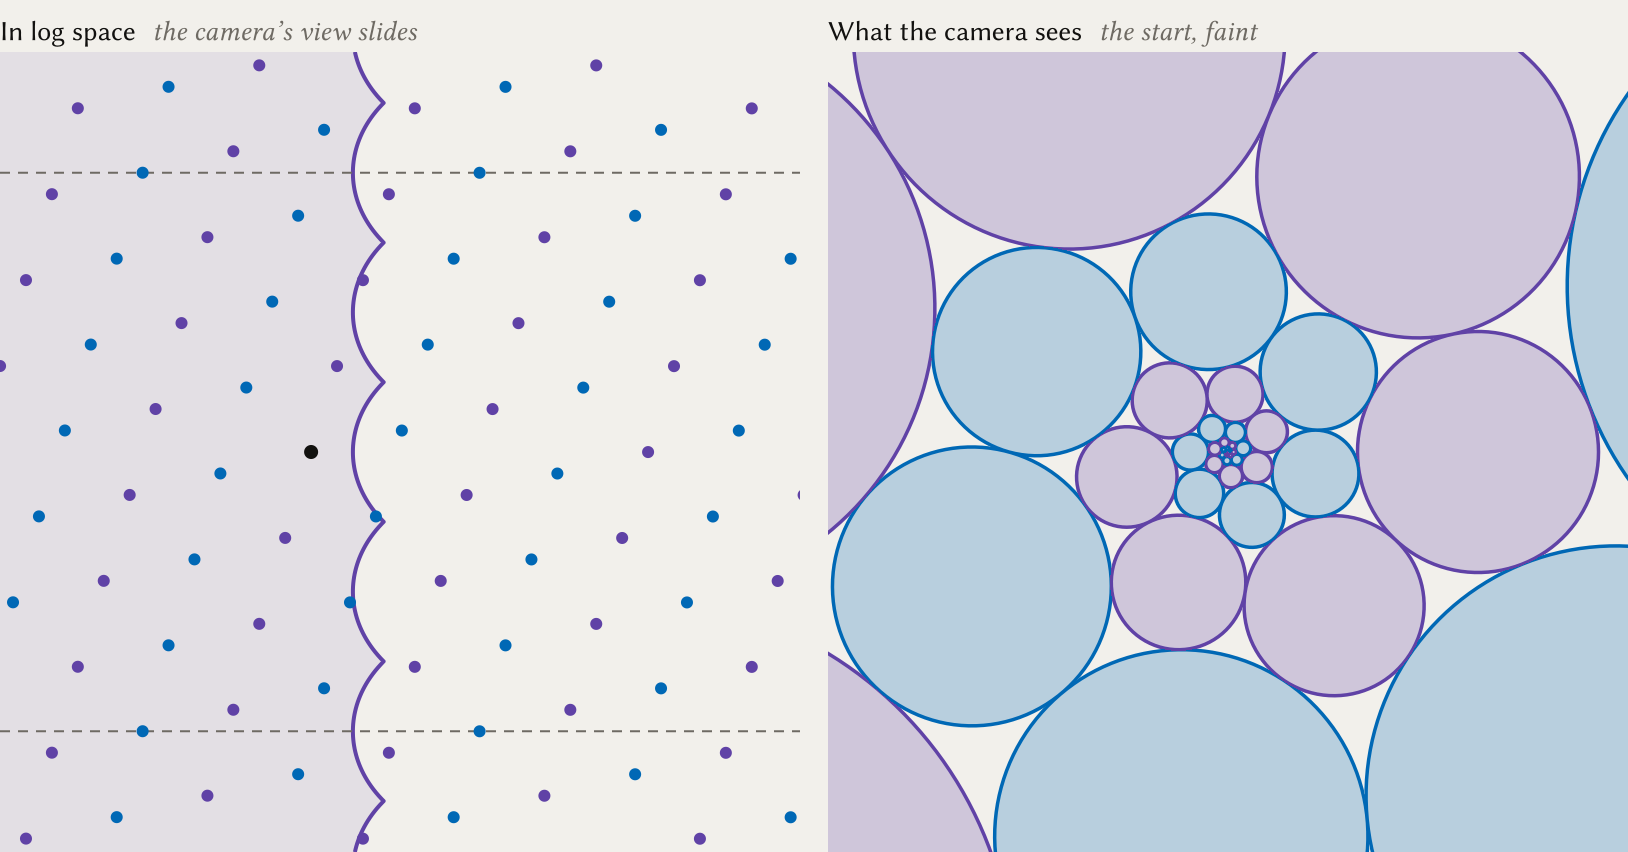 In log space the camera’s view slides
What the camera sees the start, faint